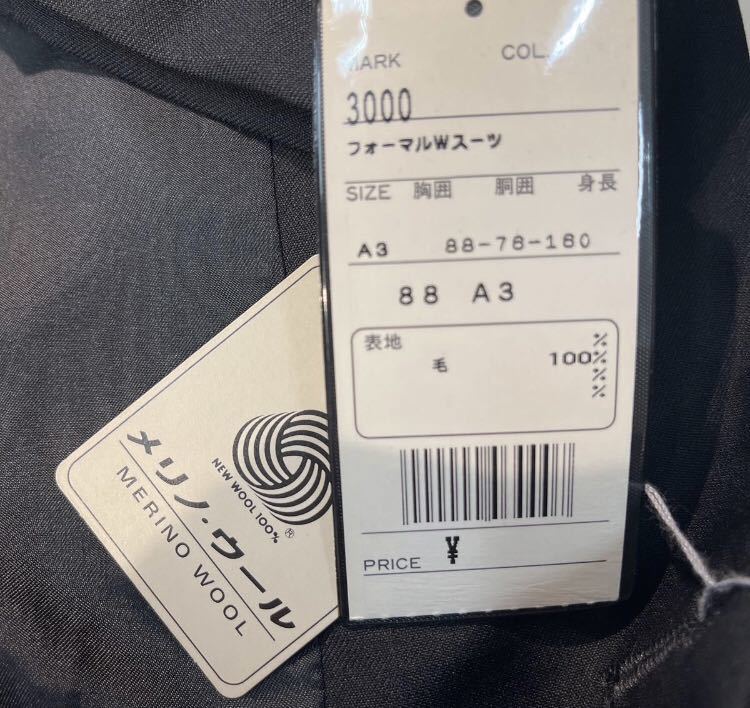 MARK COL.
3000
フォーマルWスーツ
SIZE 胸囲 胴囲 身長
A3 88-76-160
88 A3
表地 %
毛 100%
%
%
PRICE ¥
NEW WOOL 100%
®
メリノ・ウール
MERINO WOOL